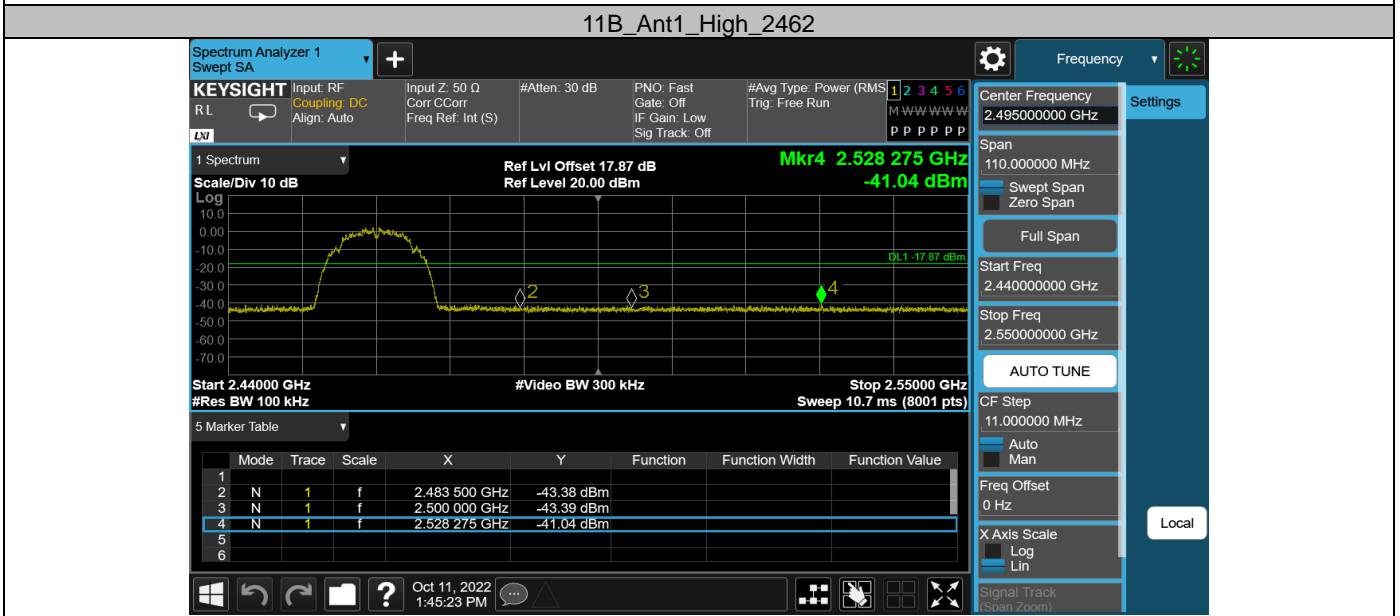 11B_Ant1_High_2462
Spectrum Analyzer 1
Swept SA
Frequency
KEYSIGHT
RL
LXI
Input: RF
Coupling: DC
Align: Auto
Input Z: 50 Ω
Corr CCorr
Freq Ref: Int (S)
#Atten: 30 dB
PNO: Fast
Gate: Off
IF Gain: Low
Sig Track: Off
#Avg Type: Power (RMS
Trig: Free Run
1 2 3 4 5 6
M W W W W W
P P P P P P
1 Spectrum
Scale/Div 10 dB
Ref Lvl Offset 17.87 dB
Ref Level 20.00 dBm
Mkr4 2.528 275 GHz
-41.04 dBm
Log
10.0
0.00
-10.0
-20.0
-30.0
-40.0
-50.0
-60.0
-70.0
DL1 -17.87 dBm
2
3
4
Start 2.44000 GHz
#Video BW 300 kHz
Stop 2.55000 GHz
#Res BW 100 kHz
Sweep 10.7 ms (8001 pts)
5 Marker Table
Mode Trace Scale X Y Function Function Width Function Value
1
2 N 1 f 2.483 500 GHz -43.38 dBm
3 N 1 f 2.500 000 GHz -43.39 dBm
4 N 1 f 2.528 275 GHz -41.04 dBm
5
6
Oct 11, 2022
1:45:23 PM
Center Frequency
2.495000000 GHz
Settings
Span
110.000000 MHz
Swept Span
Zero Span
Full Span
Start Freq
2.440000000 GHz
Stop Freq
2.550000000 GHz
AUTO TUNE
CF Step
11.000000 MHz
Auto
Man
Freq Offset
0 Hz
X Axis Scale
Log
Lin
Local
Signal Track
(Span Zoom)